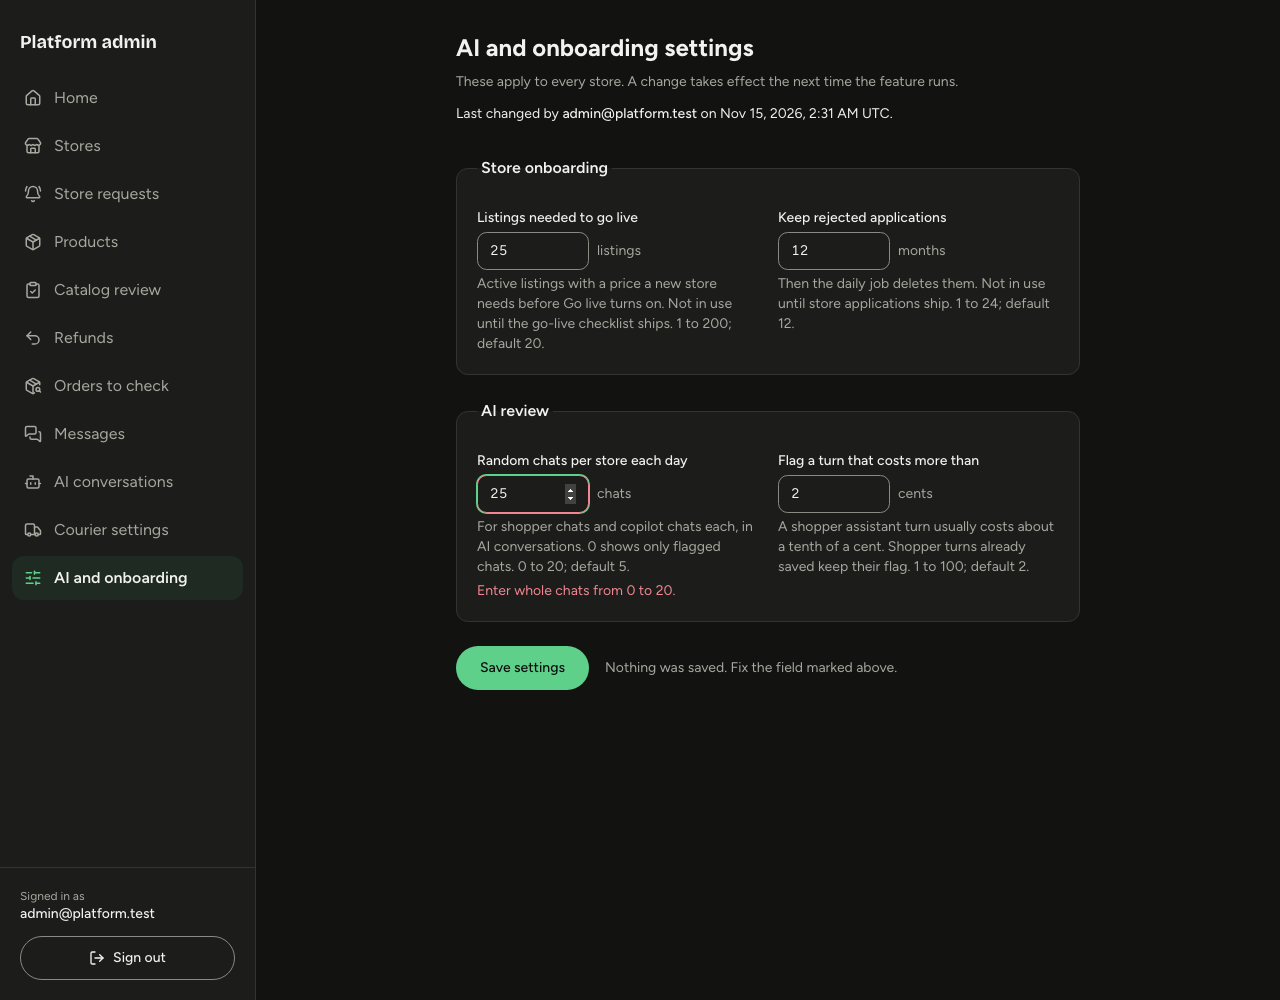 Platform admin
Home
Stores
Store requests
Products
Catalog review
Refunds
Orders to check
Messages
AI conversations
Courier settings
AI and onboarding
Signed in as
admin@platform.test
Sign out
AI and onboarding settings
These apply to every store. A change takes effect the next time the feature runs.
Last changed by admin@platform.test on Nov 15, 2026, 2:31 AM UTC.
Store onboarding
Listings needed to go live
25 listings
Active listings with a price a new store
needs before Go live turns on. Not in use
until the go-live checklist ships. 1 to 200;
default 20.
Keep rejected applications
12 months
Then the daily job deletes them. Not in use
until store applications ship. 1 to 24; default
12.
AI review
Random chats per store each day
25 chats
For shopper chats and copilot chats each, in
AI conversations. 0 shows only flagged
chats. 0 to 20; default 5.
Enter whole chats from 0 to 20.
Flag a turn that costs more than
2 cents
A shopper assistant turn usually costs about
a tenth of a cent. Shopper turns already
saved keep their flag. 1 to 100; default 2.
Save settings
Nothing was saved. Fix the field marked above.